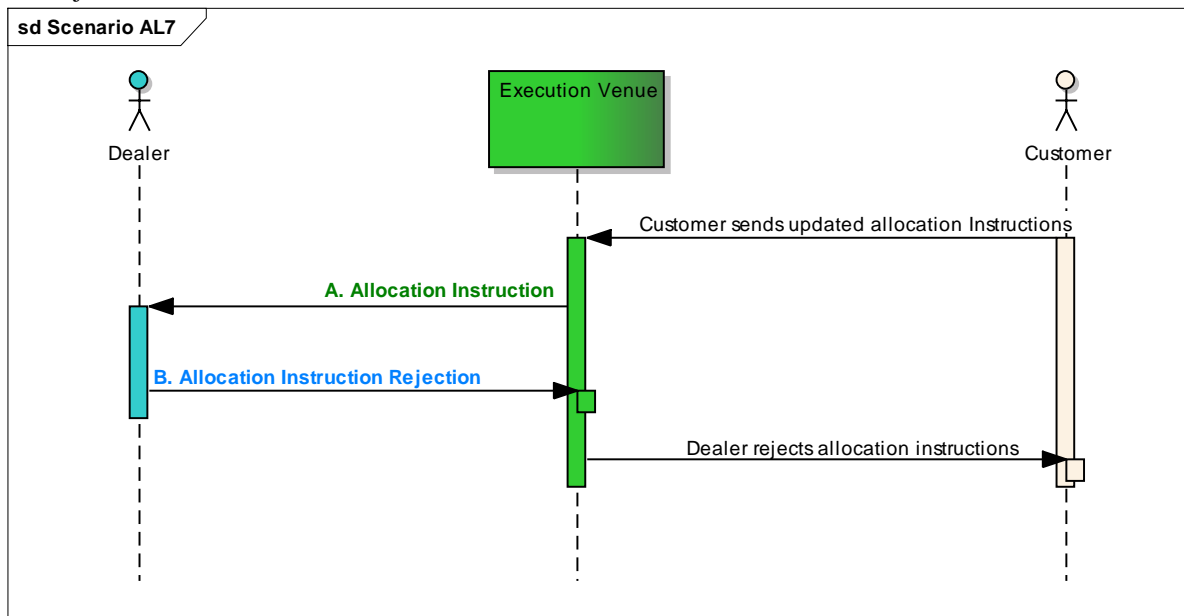 sd Scenario AL7
Dealer
Execution Venue
Customer
Customer sends updated allocation Instructions
A. Allocation Instruction
B. Allocation Instruction Rejection
Dealer rejects allocation instructions